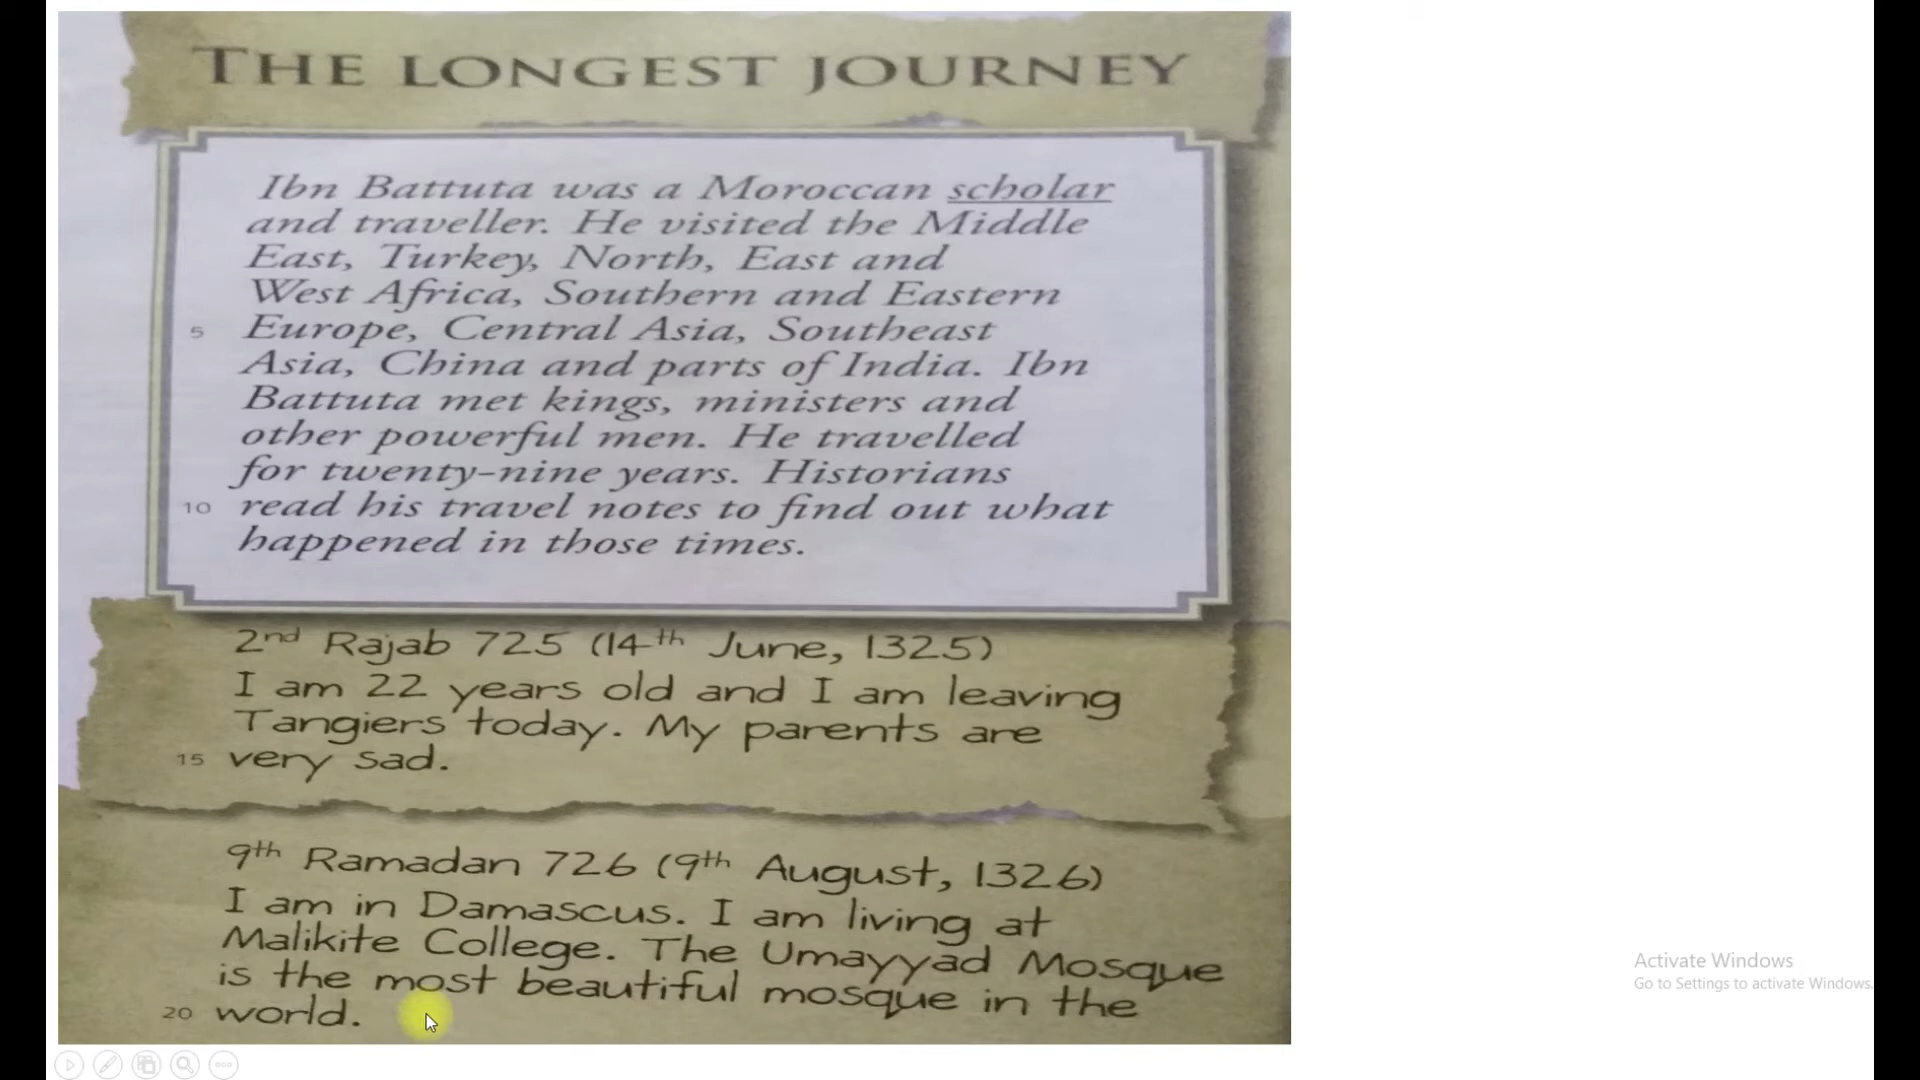 THE LONGEST JOURNEY
Ibn Battuta was a Moroccan scholar
and traveller. He visited the Middle
East, Turkey, North, East and
West Africa, Southern and Eastern
5 Europe, Central Asia, Southeast
Asia, China and parts of India. Ibn
Battuta met kings, ministers and
other powerful men. He travelled
for twenty-nine years. Historians
10 read his travel notes to find out what
happened in those times.
2nd Rajab 725 (14th June, 1325)
I am 22 years old and I am leaving
Tangiers today. My parents are
15 very sad.
9th Ramadan 726 (9th August, 1326)
I am in Damascus. I am living at
Malikite College. The Umayyad Mosque
is the most beautiful mosque in the
20 world.
Activate Windows
Go to Settings to activate Windows.